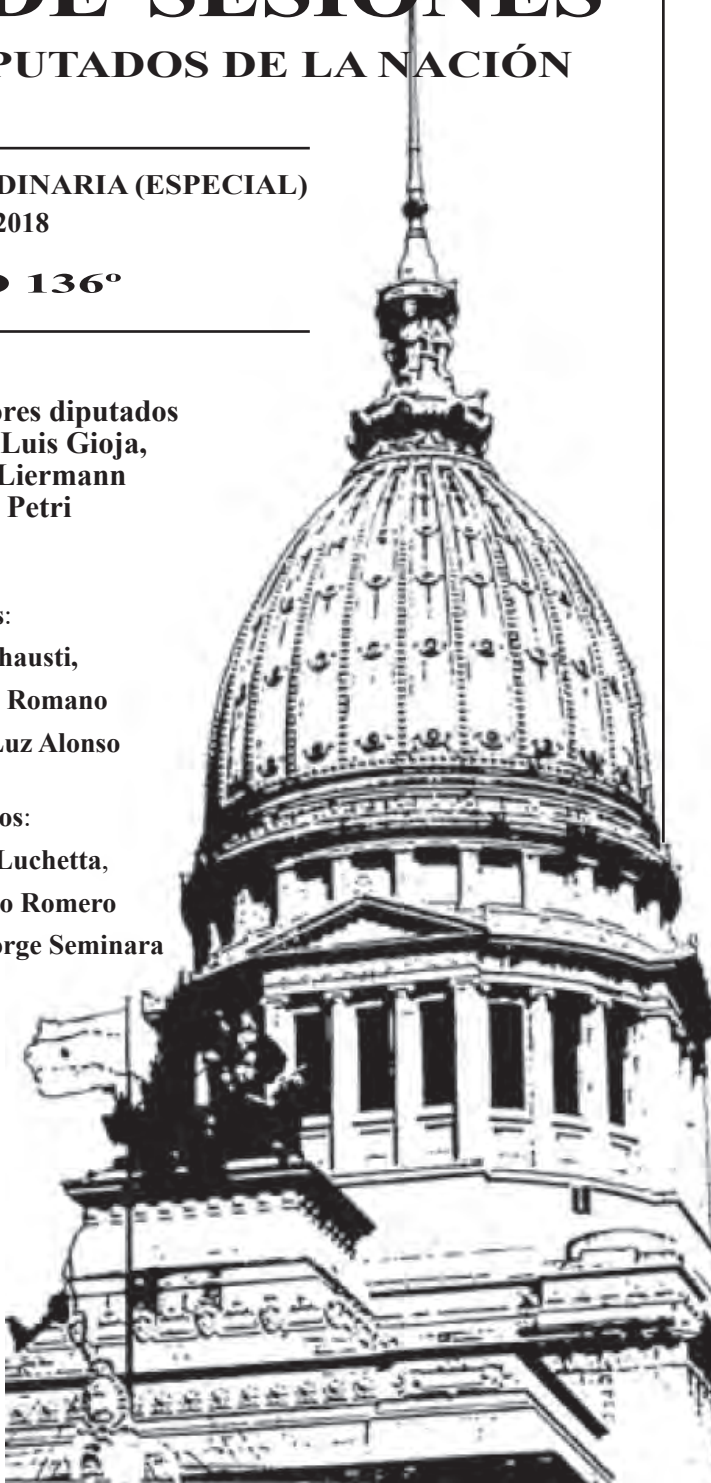 DE SESIONES
PUTADOS DE LA NACIÓN
DINARIA (ESPECIAL)
2018
136º
ores diputados
Luis Gioja,
Liermann
Petri
s:
hausti,
Romano
Luz Alonso
os:
Luchetta,
o Romero
orge Seminara